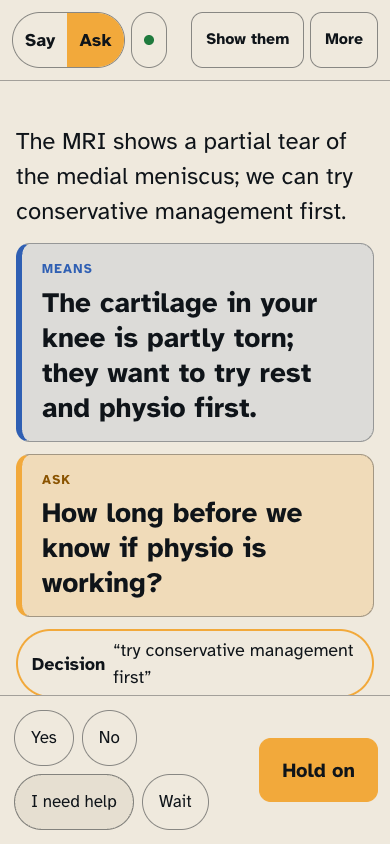 Say Ask Show them More
The MRI shows a partial tear of
the medial meniscus; we can try
conservative management first.
MEANS
The cartilage in your
knee is partly torn;
they want to try rest
and physio first.
ASK
How long before we
know if physio is
working?
Decision “try conservative management
first”
Yes No
I need help Wait
Hold on